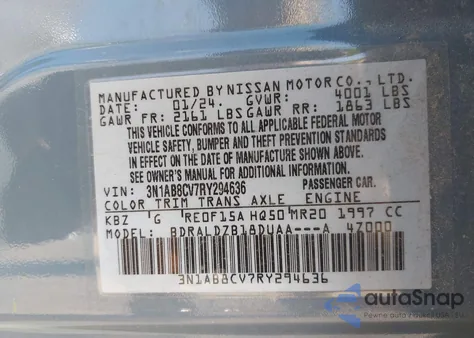 MANUFACTURED BY NISSAN MOTOR CO., LTD.
DATE: 01/24. GVWR: 4001 LBS
GAWR FR: 2161 LBS GAWR RR: 1863 LBS
THIS VEHICLE CONFORMS TO ALL APPLICABLE FEDERAL MOTOR
VEHICLE SAFETY, BUMPER AND THEFT PREVENTION STANDARDS
IN EFFECT ON THE DATE OF MANUFACTURE SHOWN ABOVE.
SEE OWNER'S MANUAL FOR ADDITIONAL INFORMATION.
VIN: 3N1AB8CV7RY294636 PASSENGER CAR.
COLOR TRIM TRANS AXLE ENGINE
KBZ G RE0F15A HQ50 MR20 1997 CC
MODEL: BDRALDZB18DUAA---A 47000
3N1AB8CV7RY294636
autoSnap